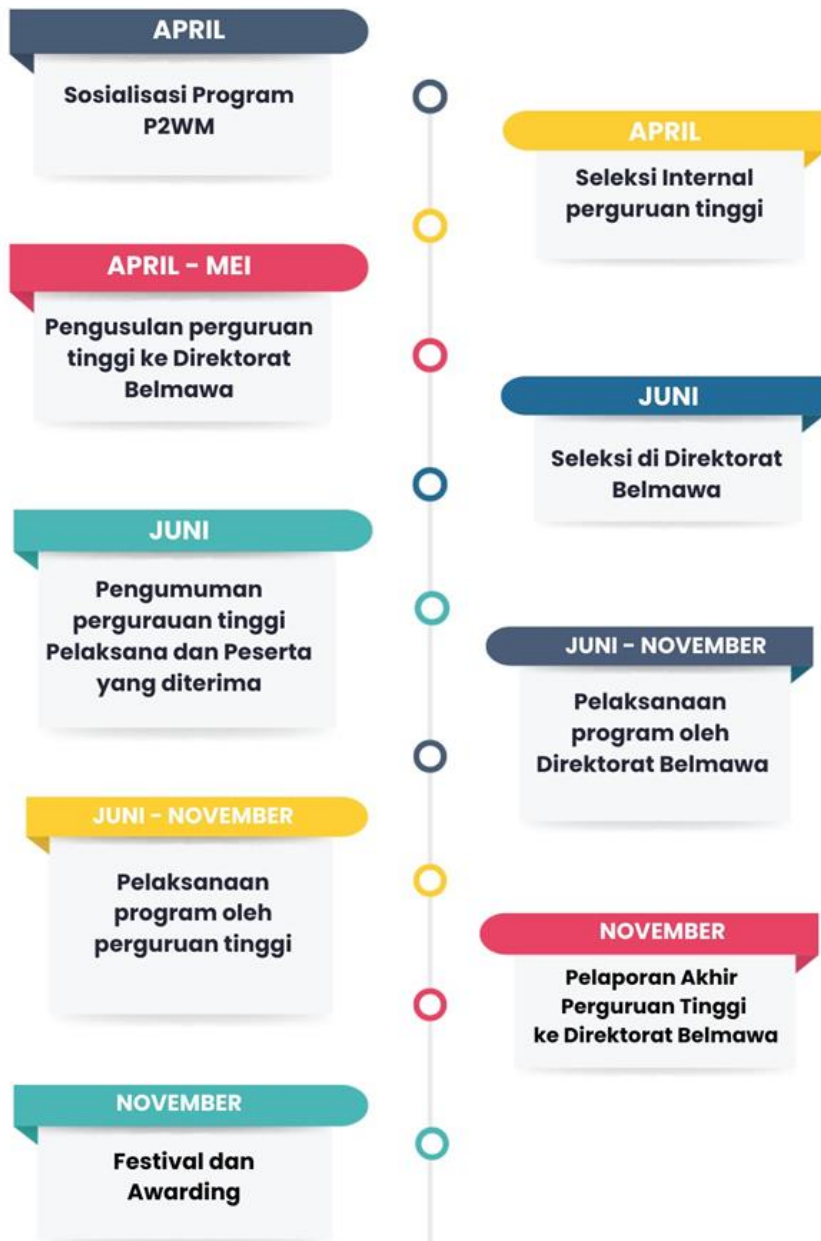 APRIL
Sosialisasi Program
P2WM
APRIL
Seleksi Internal
perguruan tinggi
APRIL - MEI
Pengusulan perguruan
tinggi ke Direktorat
Belmawa
JUNI
Seleksi di Direktorat
Belmawa
JUNI
Pengumuman
pergurauan tinggi
Pelaksana dan Peserta
yang diterima
JUNI - NOVEMBER
Pelaksanaan
program oleh
Direktorat Belmawa
JUNI - NOVEMBER
Pelaksanaan
program oleh
perguruan tinggi
NOVEMBER
Pelaporan Akhir
Perguruan Tinggi
ke Direktorat Belmawa
NOVEMBER
Festival dan
Awarding